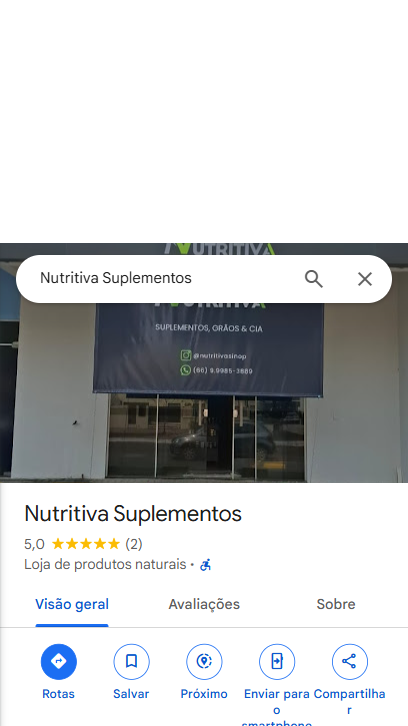 NUTRITIVA
Nutritiva Suplementos
NUTRITIVA
SUPLEMENTOS, GRÃOS & CIA
@nutritivasinop
(66) 9.9985-3889
Nutritiva Suplementos
5,0 ★★★★★ (2)
Loja de produtos naturais ·
Visão geral Avaliações Sobre
Rotas Salvar Próximo Enviar para o smartphone Compartilhar